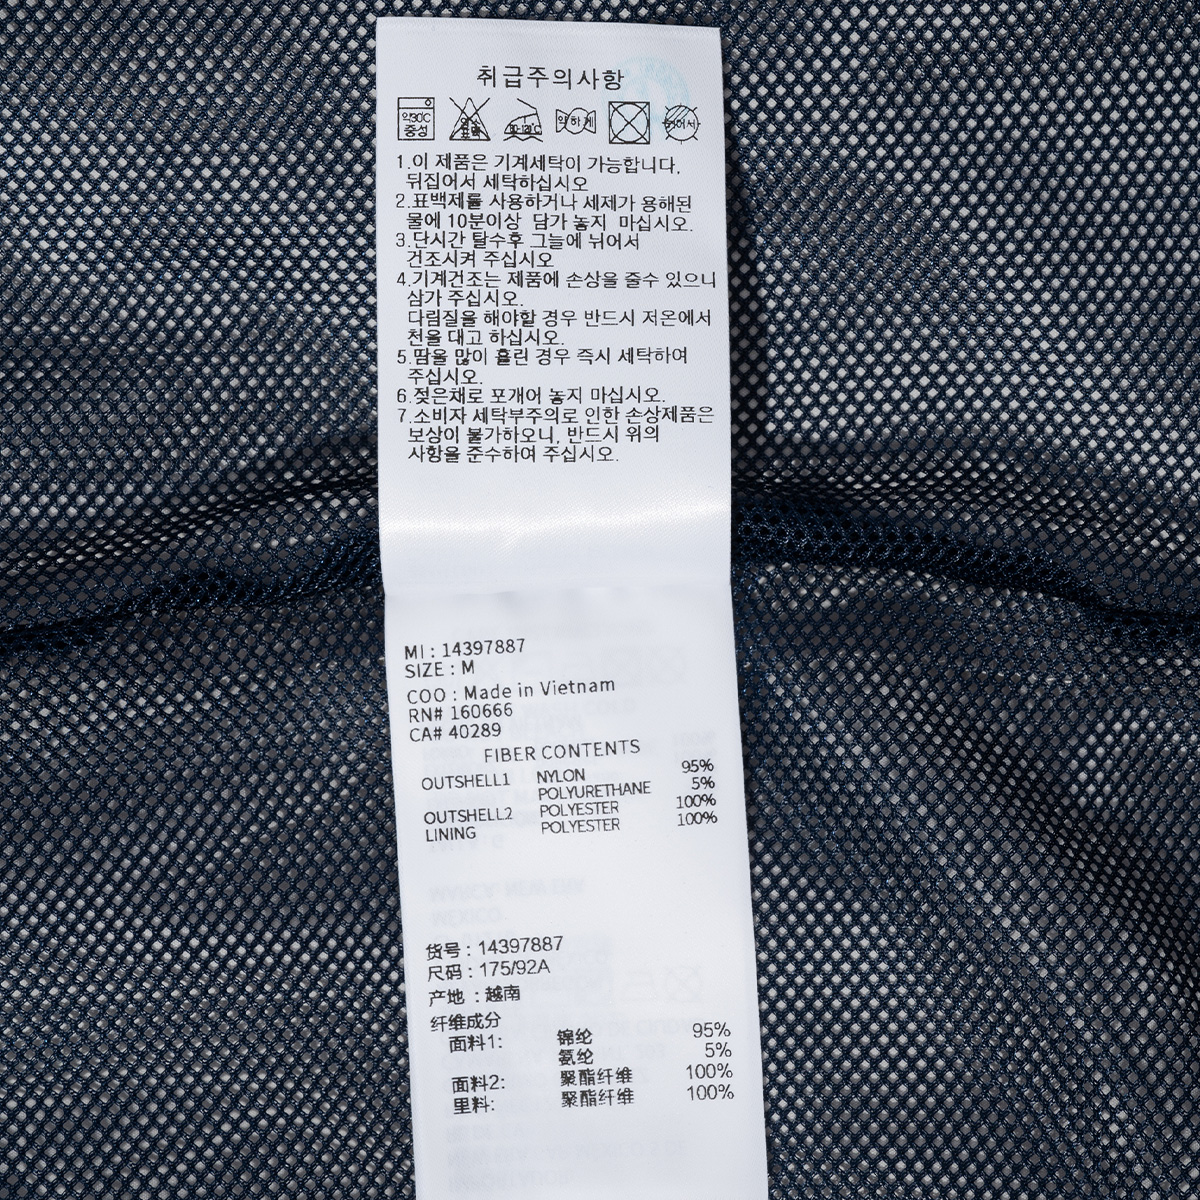 취급주의사항
약30℃
중성
염소
표백
80-120℃
약하게
뉘어서
1.이 제품은 기계세탁이 가능합니다,
뒤집어서 세탁하십시오
2.표백제를 사용하거나 세제가 용해된
물에 10분이상 담가 놓지 마십시오.
3.단시간 탈수후 그늘에 뉘어서
건조시켜 주십시오
4.기계건조는 제품에 손상을 줄수 있으니
삼가 주십시오.
다림질을 해야할 경우 반드시 저온에서
천을 대고 하십시오.
5.땀을 많이 흘린 경우 즉시 세탁하여
주십시오.
6.젖은채로 포개어 놓지 마십시오.
7.소비자 세탁부주의로 인한 손상제품은
보상이 불가하오니, 반드시 위의
사항을 준수하여 주십시오.
MI : 14397887
SIZE : M
COO : Made in Vietnam
RN# 160666
CA# 40289
FIBER CONTENTS
OUTSHELL1 NYLON 95%
POLYURETHANE 5%
OUTSHELL2 POLYESTER 100%
LINING POLYESTER 100%
货号 : 14397887
尺码 : 175/92A
产地 : 越南
纤维成分
面料1: 锦纶 95%
氨纶 5%
面料2: 聚酯纤维 100%
里料: 聚酯纤维 100%